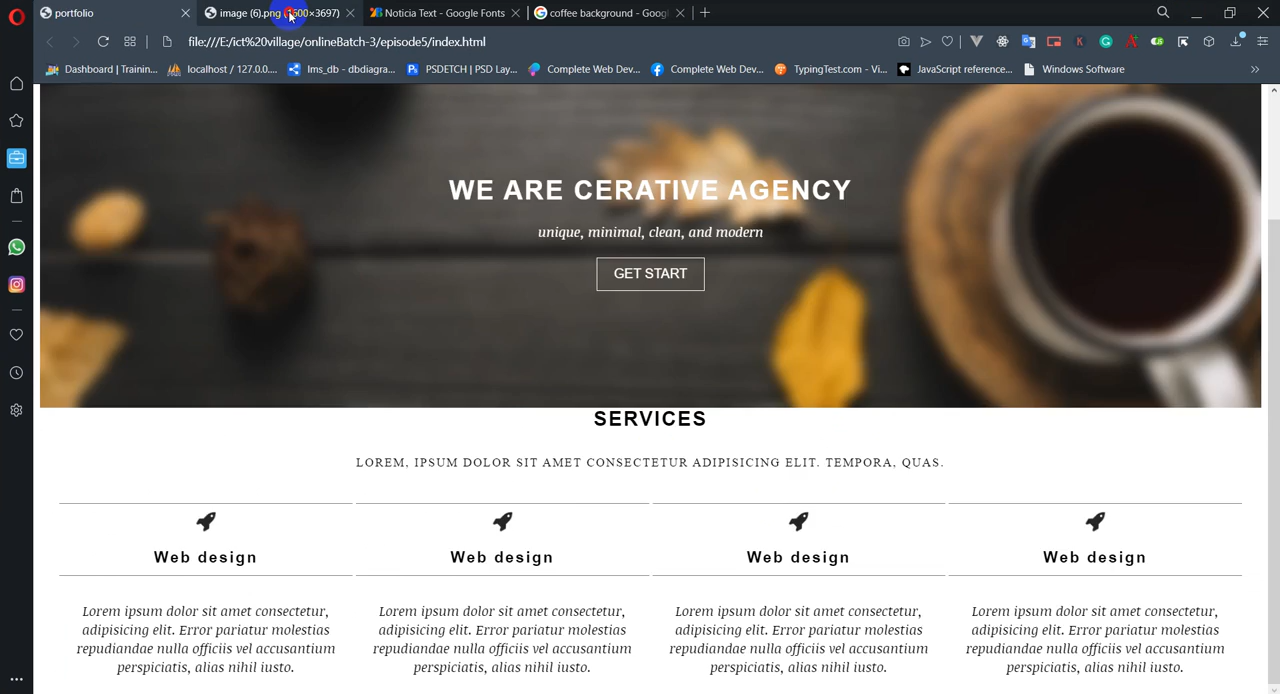 portfolio
image (6).png
600×3697)
Noticia Text - Google Fonts
coffee background - Goog
file:///E:/ict%20village/onlineBatch-3/episode5/index.html
Dashboard | Trainin...
localhost / 127.0.0....
lms_db - dbdiagra...
PSDETCH | PSD Lay...
Complete Web Dev...
Complete Web Dev...
TypingTest.com - Vi...
JavaScript reference...
Windows Software
WE ARE CERATIVE AGENCY
unique, minimal, clean, and modern
GET START
SERVICES
LOREM, IPSUM DOLOR SIT AMET CONSECTETUR ADIPISICING ELIT. TEMPORA, QUAS.
Web design
Web design
Web design
Web design
Lorem ipsum dolor sit amet consectetur,
adipisicing elit. Error pariatur molestias
repudiandae nulla officiis vel accusantium
perspiciatis, alias nihil iusto.
Lorem ipsum dolor sit amet consectetur,
adipisicing elit. Error pariatur molestias
repudiandae nulla officiis vel accusantium
perspiciatis, alias nihil iusto.
Lorem ipsum dolor sit amet consectetur,
adipisicing elit. Error pariatur molestias
repudiandae nulla officiis vel accusantium
perspiciatis, alias nihil iusto.
Lorem ipsum dolor sit amet consectetur,
adipisicing elit. Error pariatur molestias
repudiandae nulla officiis vel accusantium
perspiciatis, alias nihil iusto.